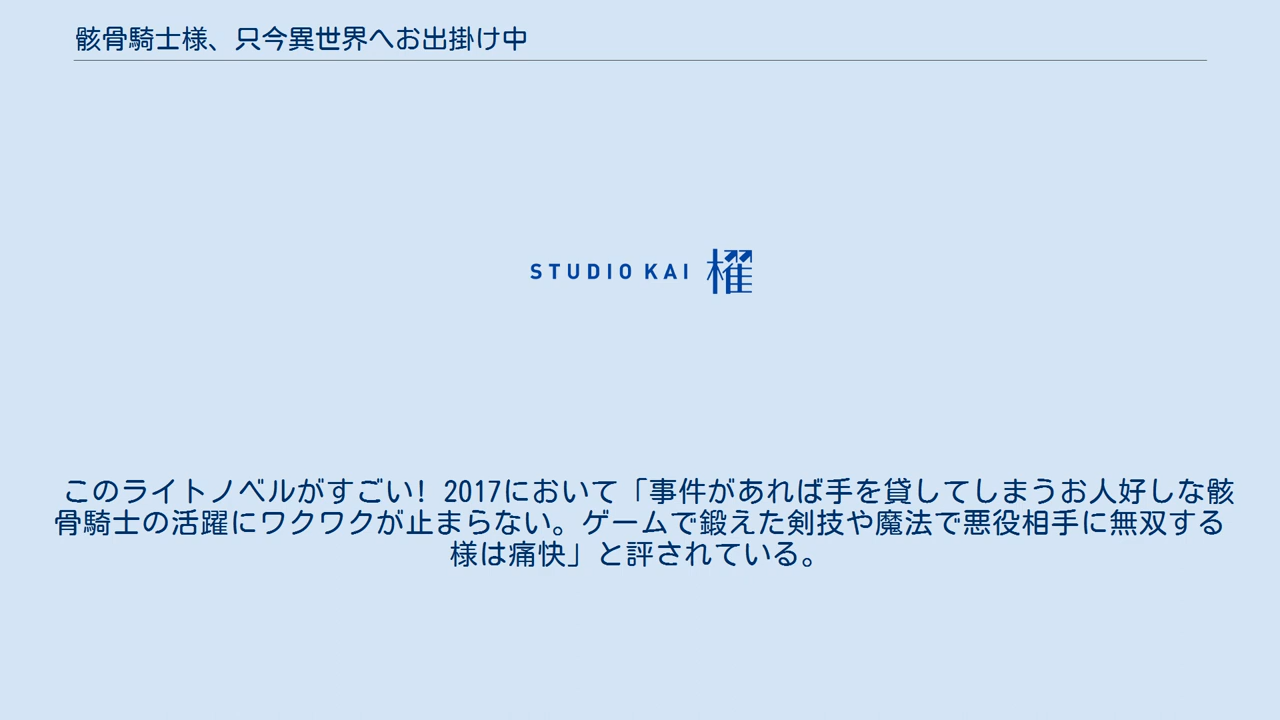 骸骨騎士様、只今異世界へお出掛け中
STUDIO KAI 櫂
このライトノベルがすごい! 2017において「事件があれば手を貸してしまうお人好しな骸
骨騎士の活躍にワクワクが止まらない。ゲームで鍛えた剣技や魔法で悪役相手に無双する
様は痛快」と評されている。